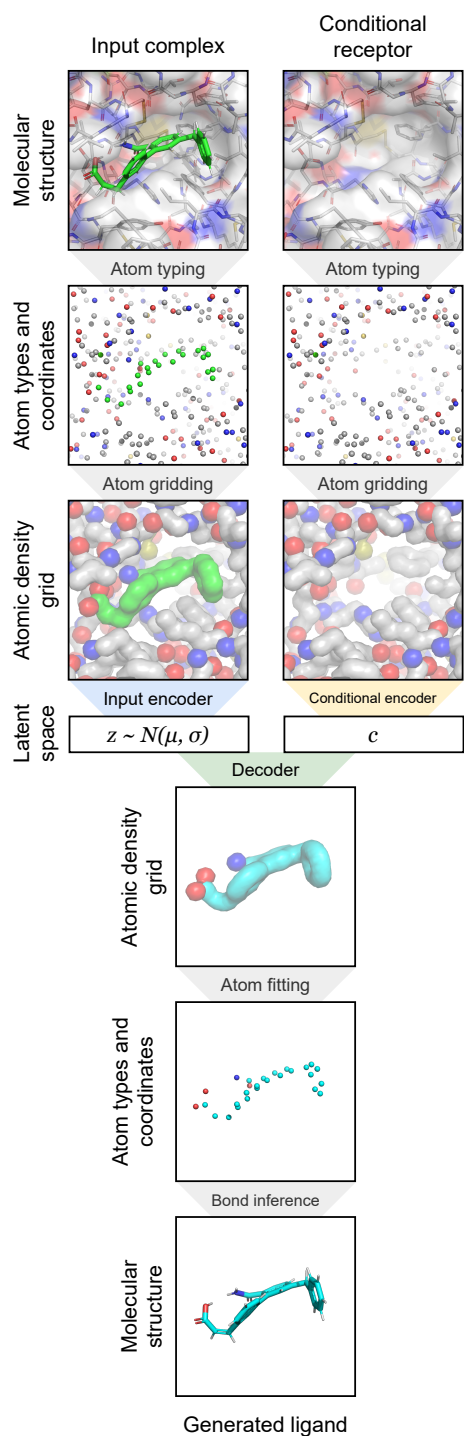 Input complex
Conditional
receptor
Molecular
structure
Atom typing
Atom typing
Atom types and
coordinates
Atom gridding
Atom gridding
Atomic density
grid
Input encoder
Conditional encoder
Latent
space
z ~ N(μ, σ)
c
Decoder
Atomic density
grid
Atom fitting
Atom types and
coordinates
Bond inference
Molecular
structure
Generated ligand